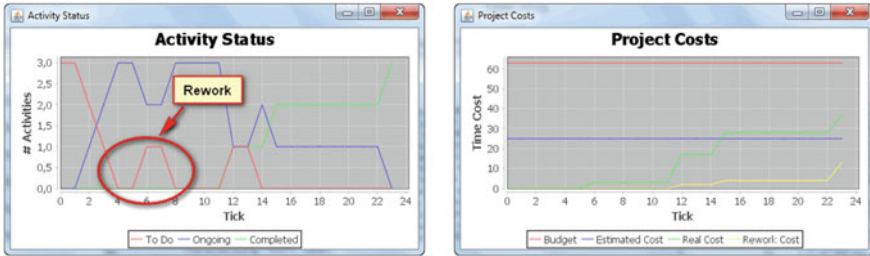 Activity Status
Activity Status
3,0
2,5
2,0
1,5
1,0
0,5
0,0
# Activities
Rework
0 2 4 6 8 10 12 14 16 18 20 22 24
Tick
To Do Ongoing Completed
Project Costs
Project Costs
60
50
40
30
20
10
0
Time Cost
0 2 4 6 8 10 12 14 16 18 20 22 24
Tick
Budget Estimated Cost Real Cost Rework Cost